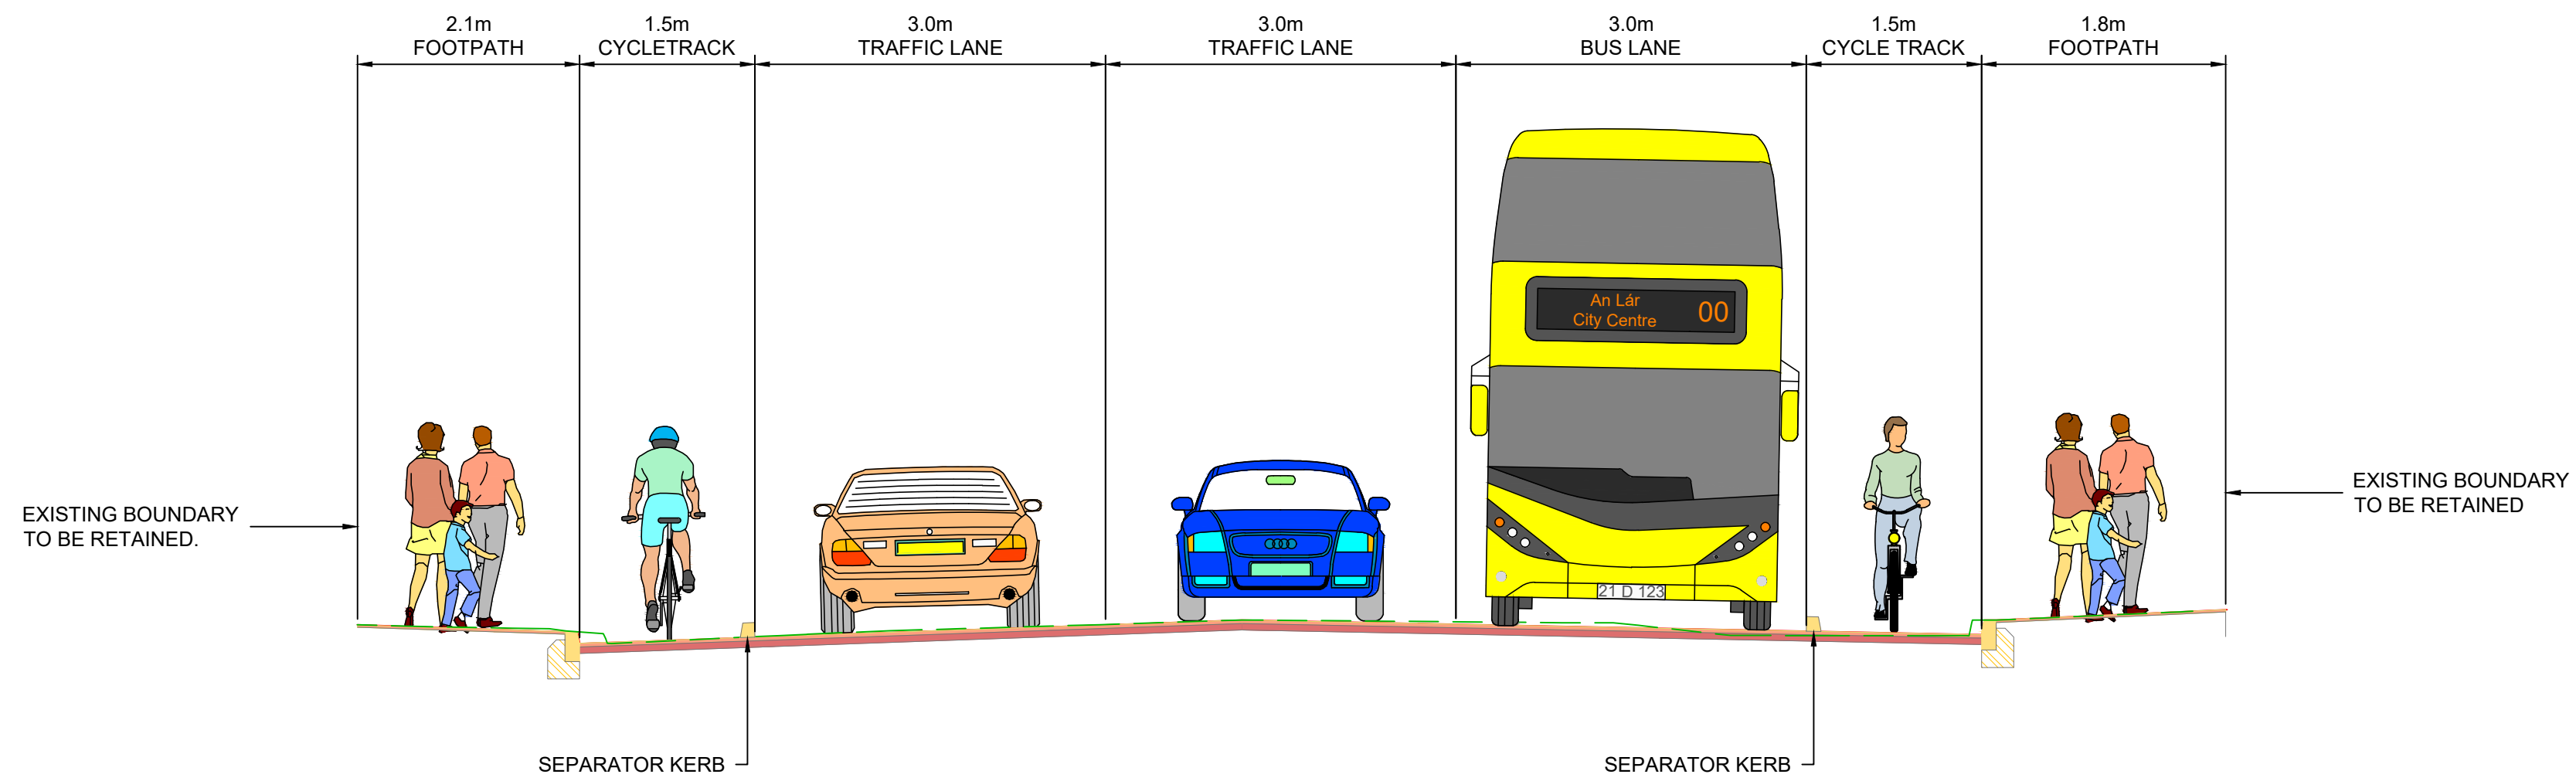 2.1m
FOOTPATH
1.5m
CYCLETRACK
3.0m
TRAFFIC LANE
3.0m
TRAFFIC LANE
3.0m
BUS LANE
1.5m
CYCLE TRACK
1.8m
FOOTPATH
An Lár
City Centre
00
21 D 123
EXISTING BOUNDARY
TO BE RETAINED.
EXISTING BOUNDARY
TO BE RETAINED
SEPARATOR KERB
SEPARATOR KERB